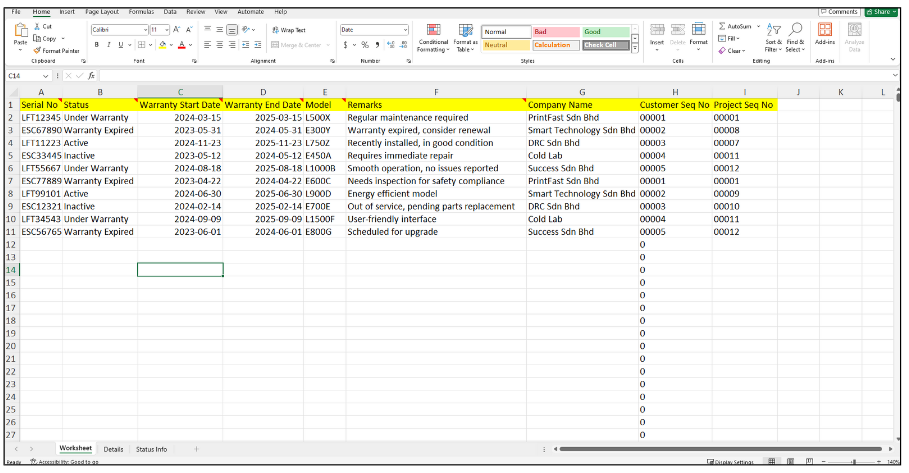 File Home Insert Page Layout Formulas Data Review View Automate Help Comments Share
Cut Calibri 11 A A Wrap Text Date Normal Bad Good AutoSum
Paste Copy Conditional Format as Insert Delete Format Fill Sort & Find & Add-ins Analyze
Format Painter B I U A Merge & Center $ % Formatting Table Neutral Calculation Check Cell Clear Filter Select Data
Clipboard Font Alignment Number Styles Cells Editing Add-ins
C14 fx
A B C D E F G H I J K L
1 Serial No Status Warranty Start Date Warranty End Date Model Remarks Company Name Customer Seq No Project Seq No
2 LFT12345 Under Warranty 2024-03-15 2025-03-15 L500X Regular maintenance required PrintFast Sdn Bhd 00001 00001
3 ESC67890 Warranty Expired 2023-05-31 2024-05-31 E300Y Warranty expired, consider renewal Smart Technology Sdn Bhd 00002 00008
4 LFT11223 Active 2024-11-23 2025-11-23 L750Z Recently installed, in good condition DRC Sdn Bhd 00003 00007
5 ESC33445 Inactive 2023-05-12 2024-05-12 E450A Requires immediate repair Cold Lab 00004 00011
6 LFT55667 Under Warranty 2024-08-18 2025-08-18 L1000B Smooth operation, no issues reported Success Sdn Bhd 00005 00012
7 ESC77889 Warranty Expired 2023-04-22 2024-04-22 E600C Needs inspection for safety compliance PrintFast Sdn Bhd 00001 00001
8 LFT99101 Active 2024-06-30 2025-06-30 L900D Energy efficient model Smart Technology Sdn Bhd 00002 00009
9 ESC12321 Inactive 2024-02-14 2025-02-14 E700E Out of service, pending parts replacement DRC Sdn Bhd 00003 00010
10 LFT34543 Under Warranty 2024-09-09 2025-09-09 L1500F User-friendly interface Cold Lab 00004 00011
11 ESC56765 Warranty Expired 2023-06-01 2024-06-01 E800G Scheduled for upgrade Success Sdn Bhd 00005 00012
12 0
13 0
14 0
15 0
16 0
17 0
18 0
19 0
20 0
21 0
22 0
23 0
24 0
25 0
26 0
27 0
Worksheet Details Status Info +
Ready Accessibility: Good to go Display Settings 140%